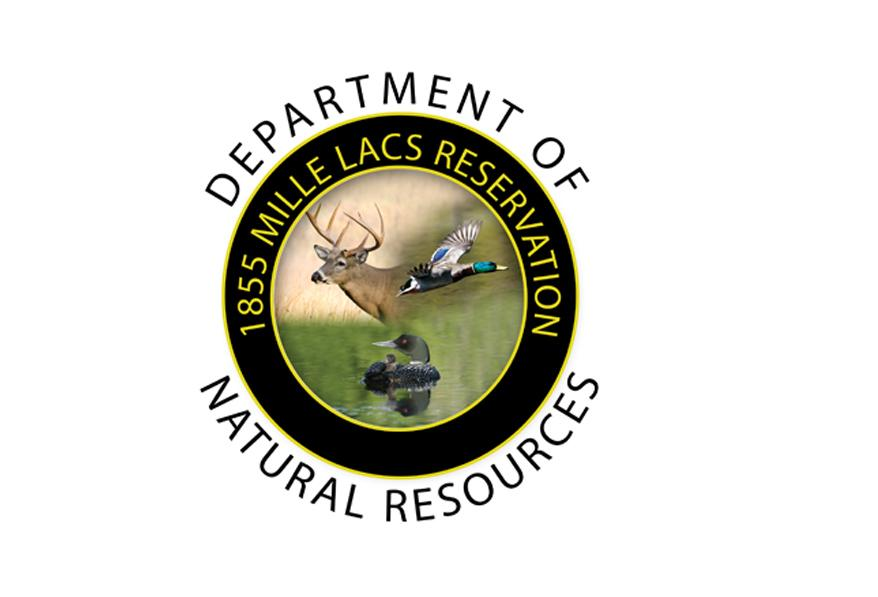 DEPARTMENT OF
1855 MILLE LACS RESERVATION
NATURAL RESOURCES